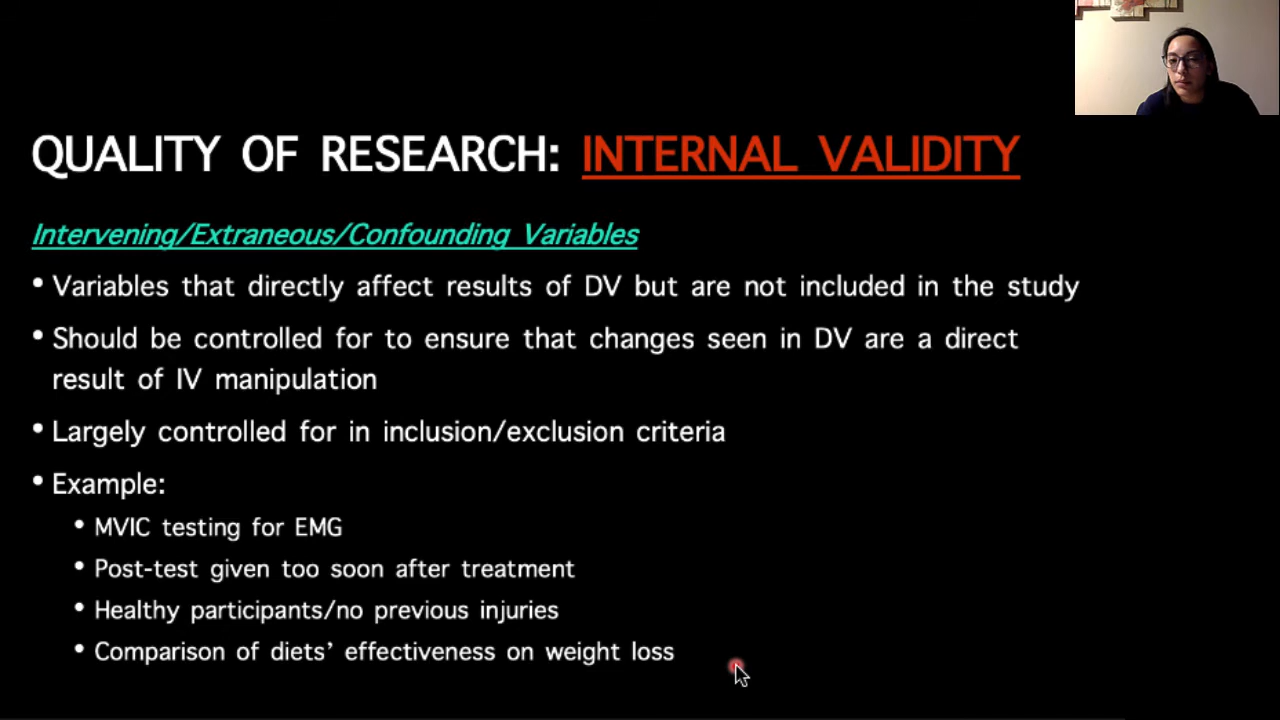 QUALITY OF RESEARCH: INTERNAL VALIDITY
Intervening/Extraneous/Confounding Variables
• Variables that directly affect results of DV but are not included in the study
• Should be controlled for to ensure that changes seen in DV are a direct
result of IV manipulation
• Largely controlled for in inclusion/exclusion criteria
• Example:
• MVIC testing for EMG
• Post-test given too soon after treatment
• Healthy participants/no previous injuries
• Comparison of diets’ effectiveness on weight loss